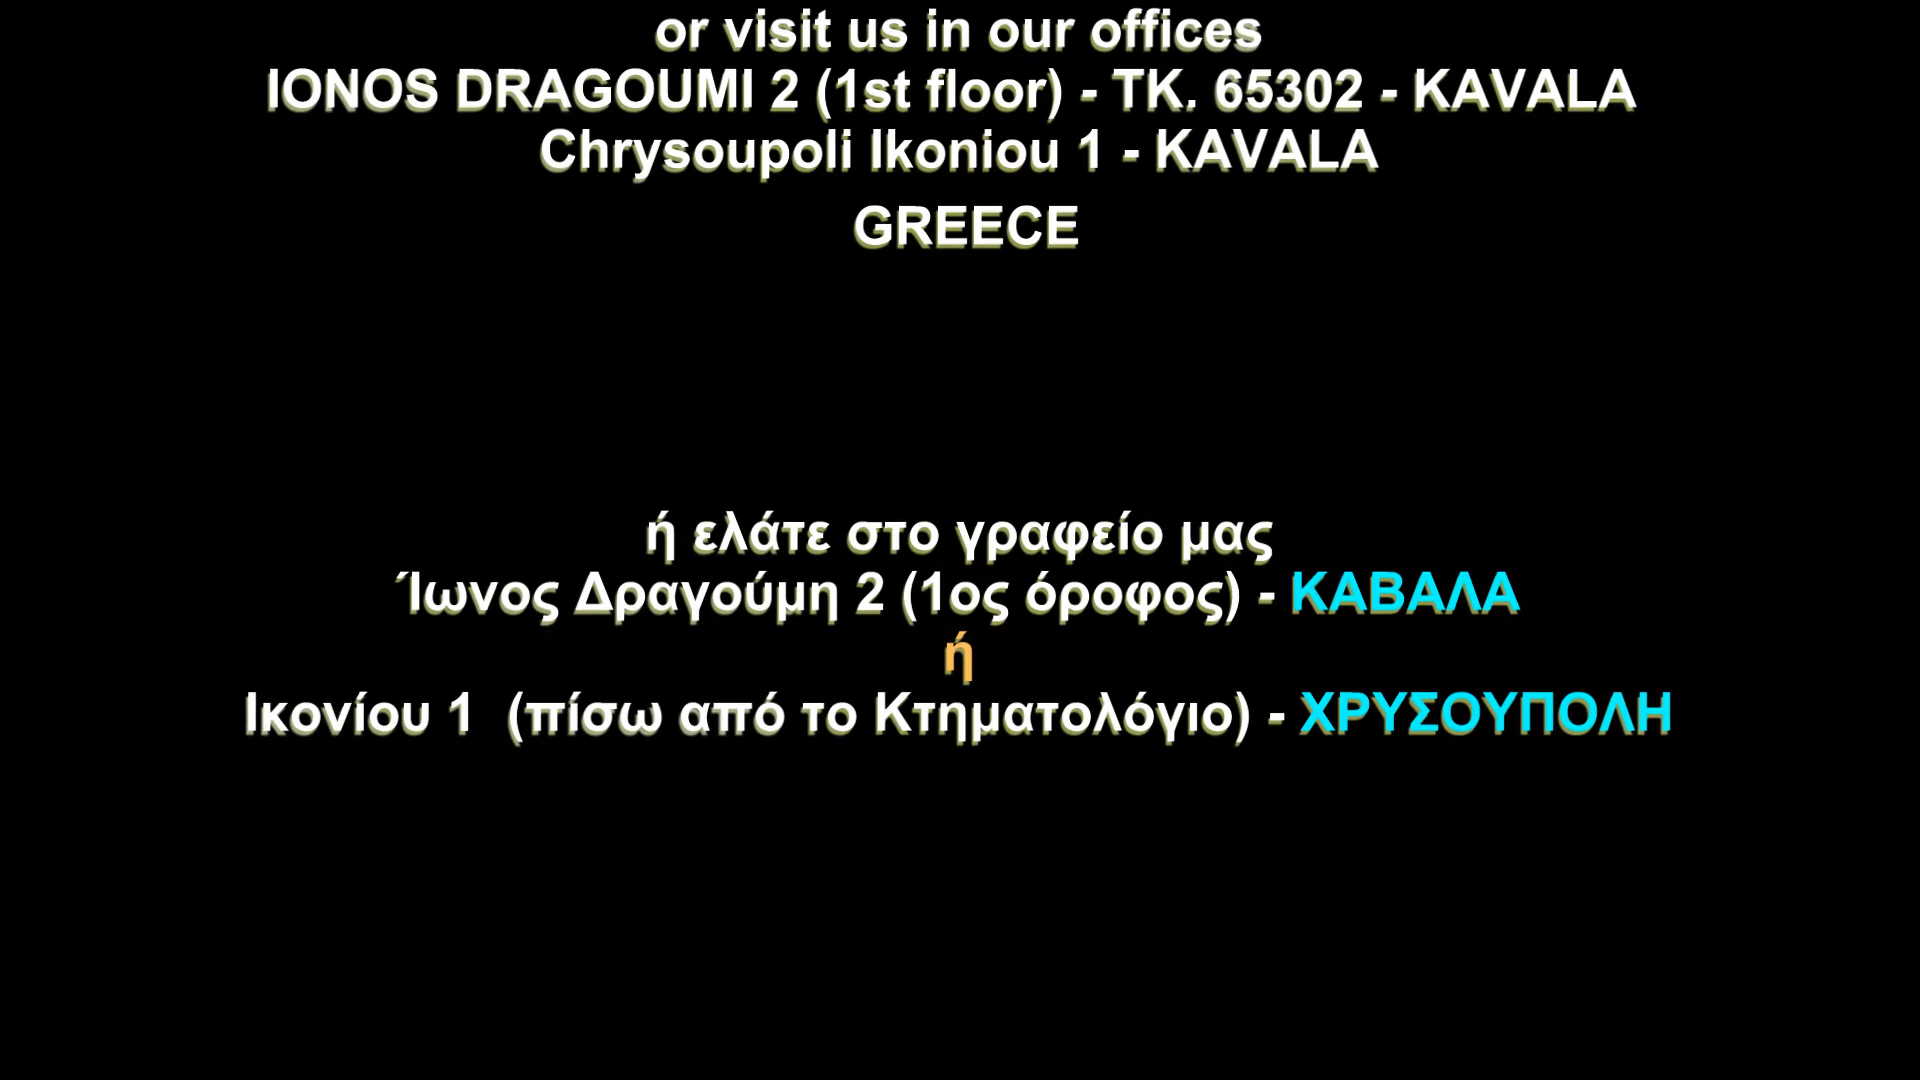 or visit us in our offices
IONOS DRAGOUMI 2 (1st floor) - TK. 65302 - KAVALA
Chrysoupoli Ikoniou 1 - KAVALA
GREECE
ή ελάτε στο γραφείο μας
Ίωνος Δραγούμη 2 (1ος όροφος) - ΚΑΒΑΛΑ
ή
Ικονίου 1  (πίσω από το Κτηματολόγιο) - ΧΡΥΣΟΥΠΟΛΗ